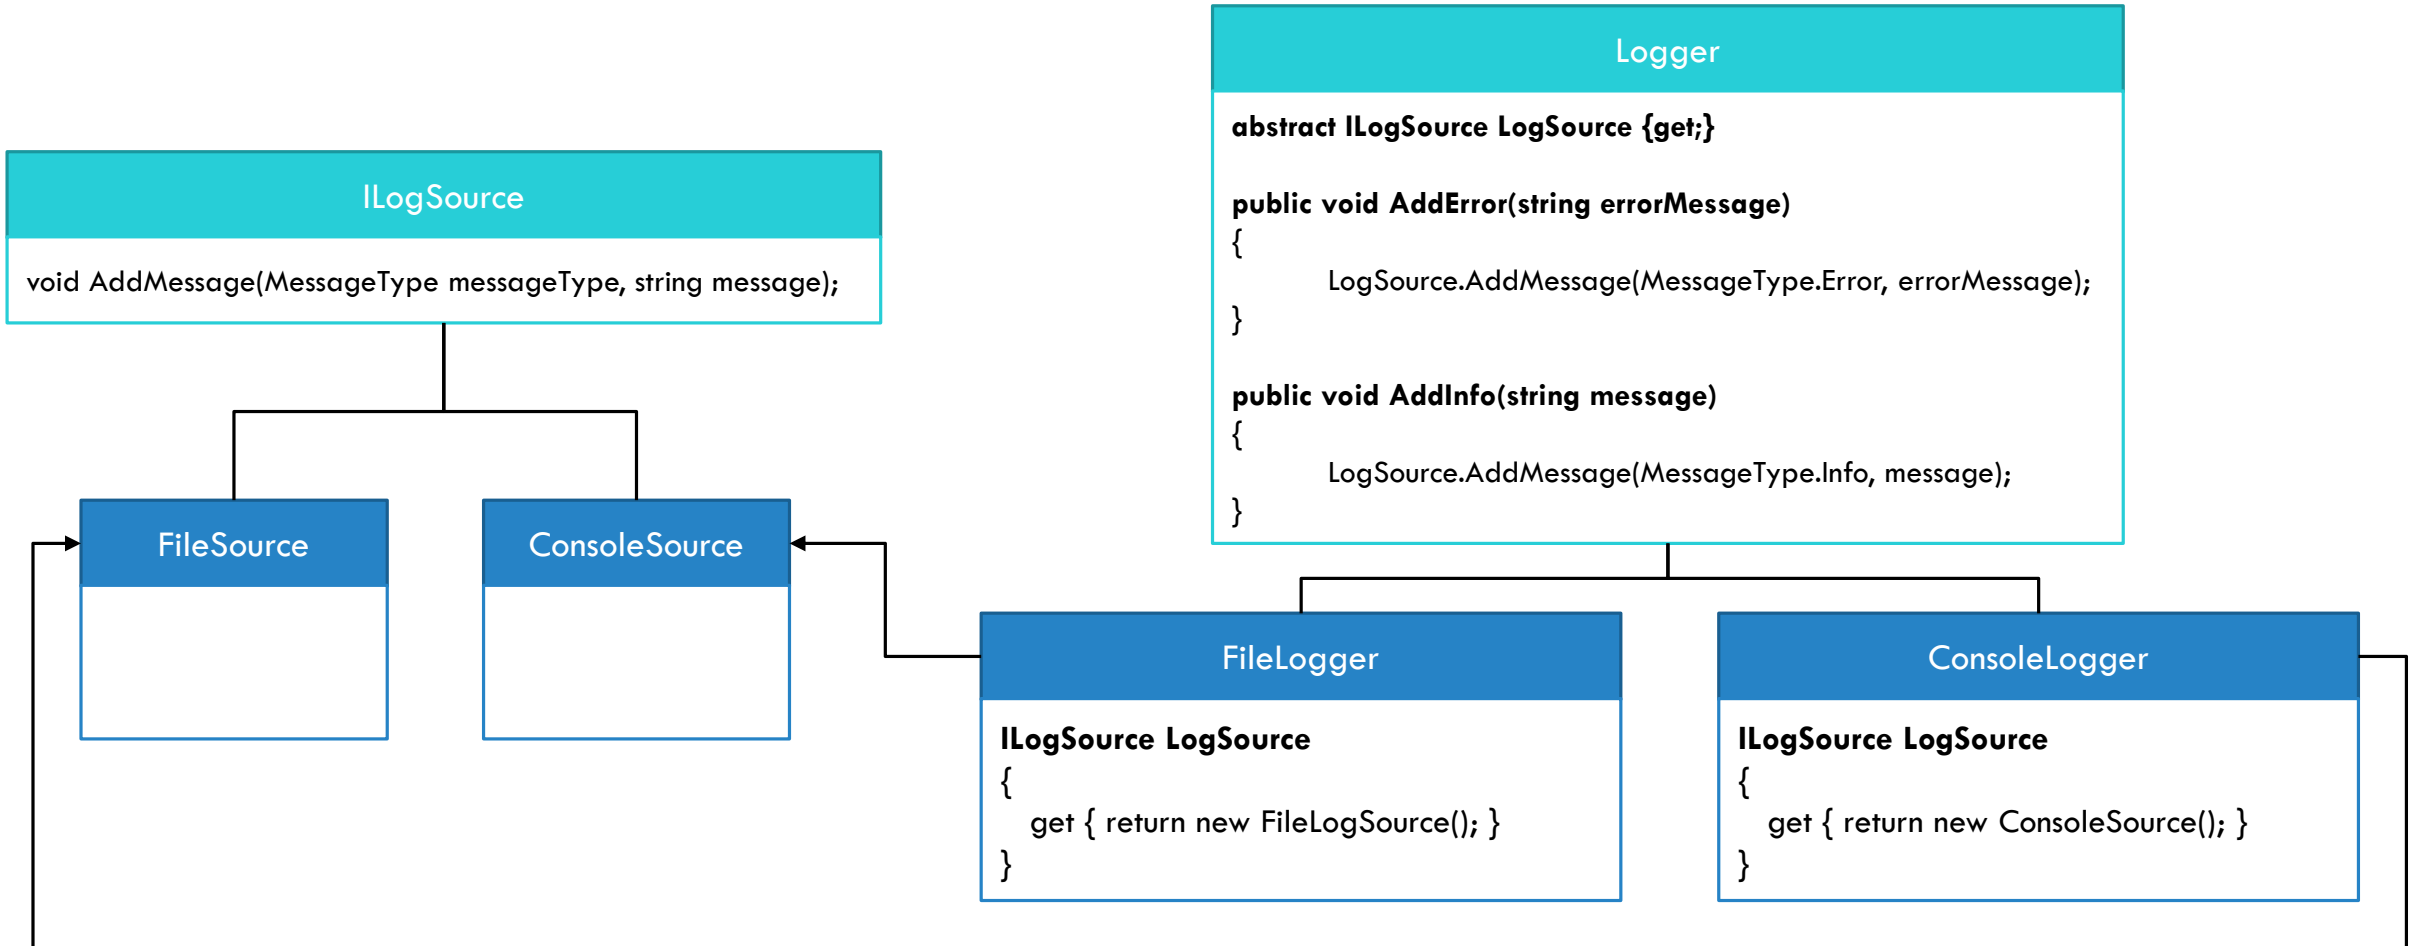 ILogSource
void AddMessage(MessageType messageType, string message);
FileSource
ConsoleSource
Logger
abstract ILogSource LogSource {get;}
public void AddError(string errorMessage)
{
LogSource.AddMessage(MessageType.Error, errorMessage);
}
public void AddInfo(string message)
{
LogSource.AddMessage(MessageType.Info, message);
}
FileLogger
ILogSource LogSource
{
get { return new FileLogSource(); }
}
ConsoleLogger
ILogSource LogSource
{
get { return new ConsoleSource(); }
}